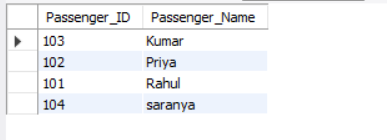 Passenger_ID Passenger_Name
103 Kumar
102 Priya
101 Rahul
104 saranya